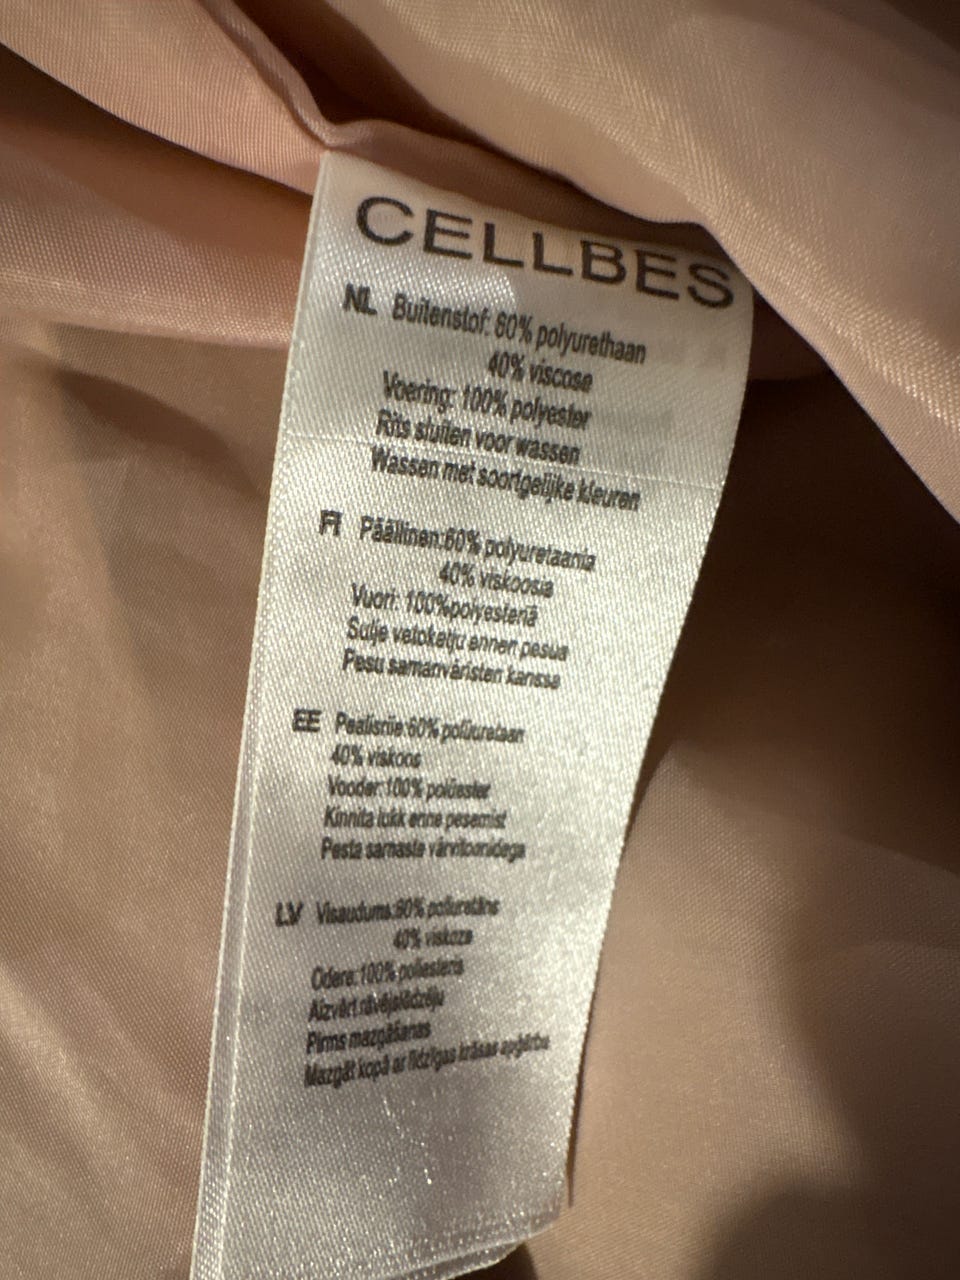 CELLBES
NL Buitenstof: 60% polyurethaan
40% viscose
Voering: 100% polyester
Rits sluiten voor wassen
Wassen met soortgelijke kleuren
FI Päällinen:60% polyuretaania
40% viskoosia
Vuori: 100%polyesteriä
Sulje vetoketju ennen pesua
Pesu samanväristen kanssa
EE Pealisriie:60% polüuretaan
40% viskoos
Vooder:100% polüester
Kinnita lukk enne pesemist
Pesta samaste värvitoonidega
LV Virsaudums:60% poliuretāns
40% viskoze
Odere:100% poliesteris
Aizvērt rāvējslēdzēju
Pirms mazgāšanas
Mazgāt kopā ar līdzīgas krāsas apģērbu